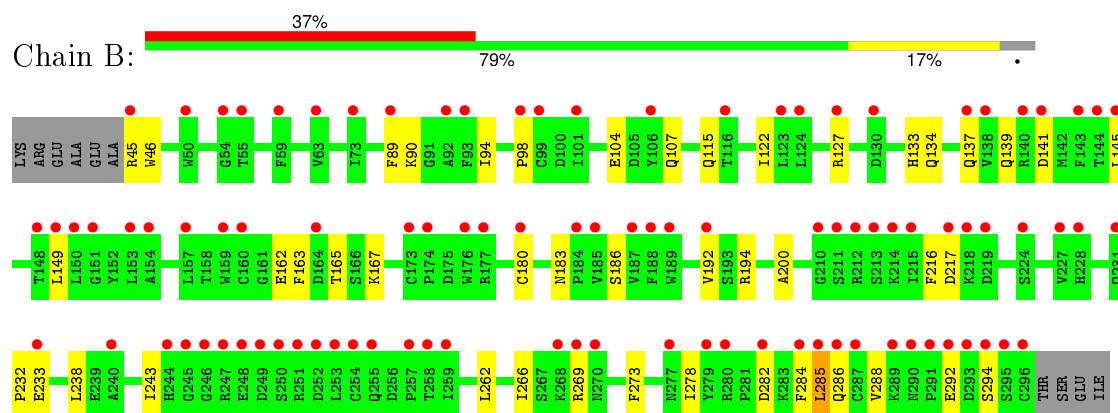 37%
Chain B:
79% 17% •
LYS ARG GLU ALA GLU ALA R45 W46 W50 G54 T55 F59 V63 I73 F89 K90 G91 A92 F93 I94 P98 C99 D100 I101 E104 D105 Y106 Q107 Q115 T116 I122 L123 L124 R127 D130 H133 Q134 Q137 V138 Q139 R140 D141 M142 F143 T144 L145
T148 L149 L150 G151 Y152 L153 A154 L157 T158 W159 C160 G161 E162 F163 D164 T165 S166 K167 C173 P174 D175 W176 R177 C180 N183 P184 V185 S186 V187 F188 W189 V192 S193 R194 A200 G210 S211 R212 S213 K214 I215 F216 D217 K218 D219 S224 V227 H228
P232 E233 L238 E239 A240 I243 H244 G245 G246 R247 E248 D249 S250 R251 D252 L253 C254 Q255 D256 P257 T258 I259 L262 I266 S267 K268 R269 N270 F273 N277 I278 Y279 R280 P281 D282 K283 F284 L285 Q286 C287 V288 K289 N290 P291 E292 D293 S294 S295 C296 THR SER GLU ILE